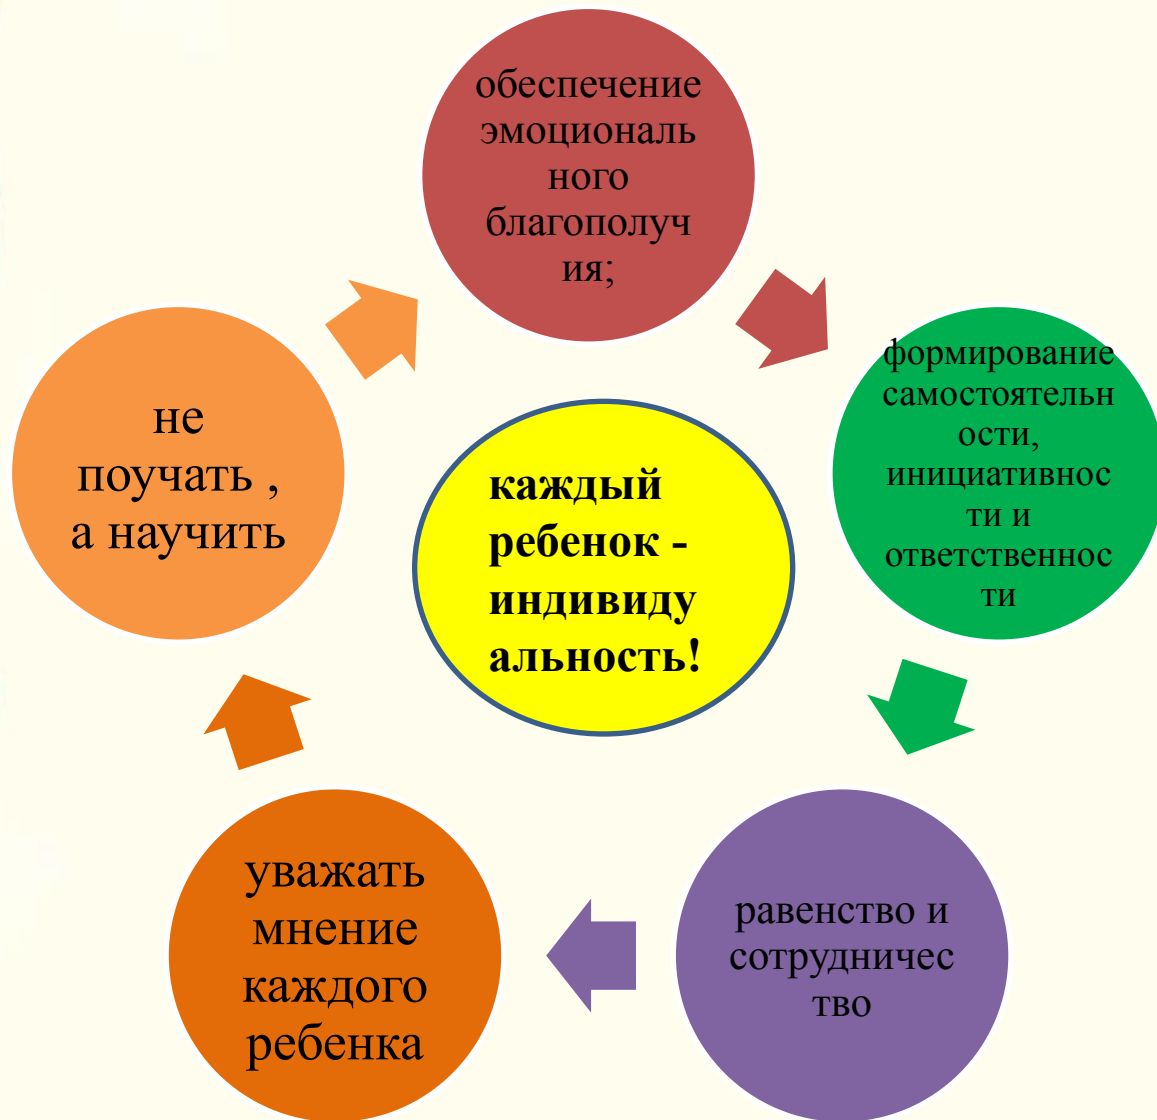 обеспечение
эмоциональ
ного
благополуч
ия;
формирование
самостоятельн
ости,
инициативнос
ти и
ответственнос
ти
равенство и
сотрудничес
тво
уважать
мнение
каждого
ребенка
не
поучать ,
а научить
каждый
ребенок -
индивиду
альность!